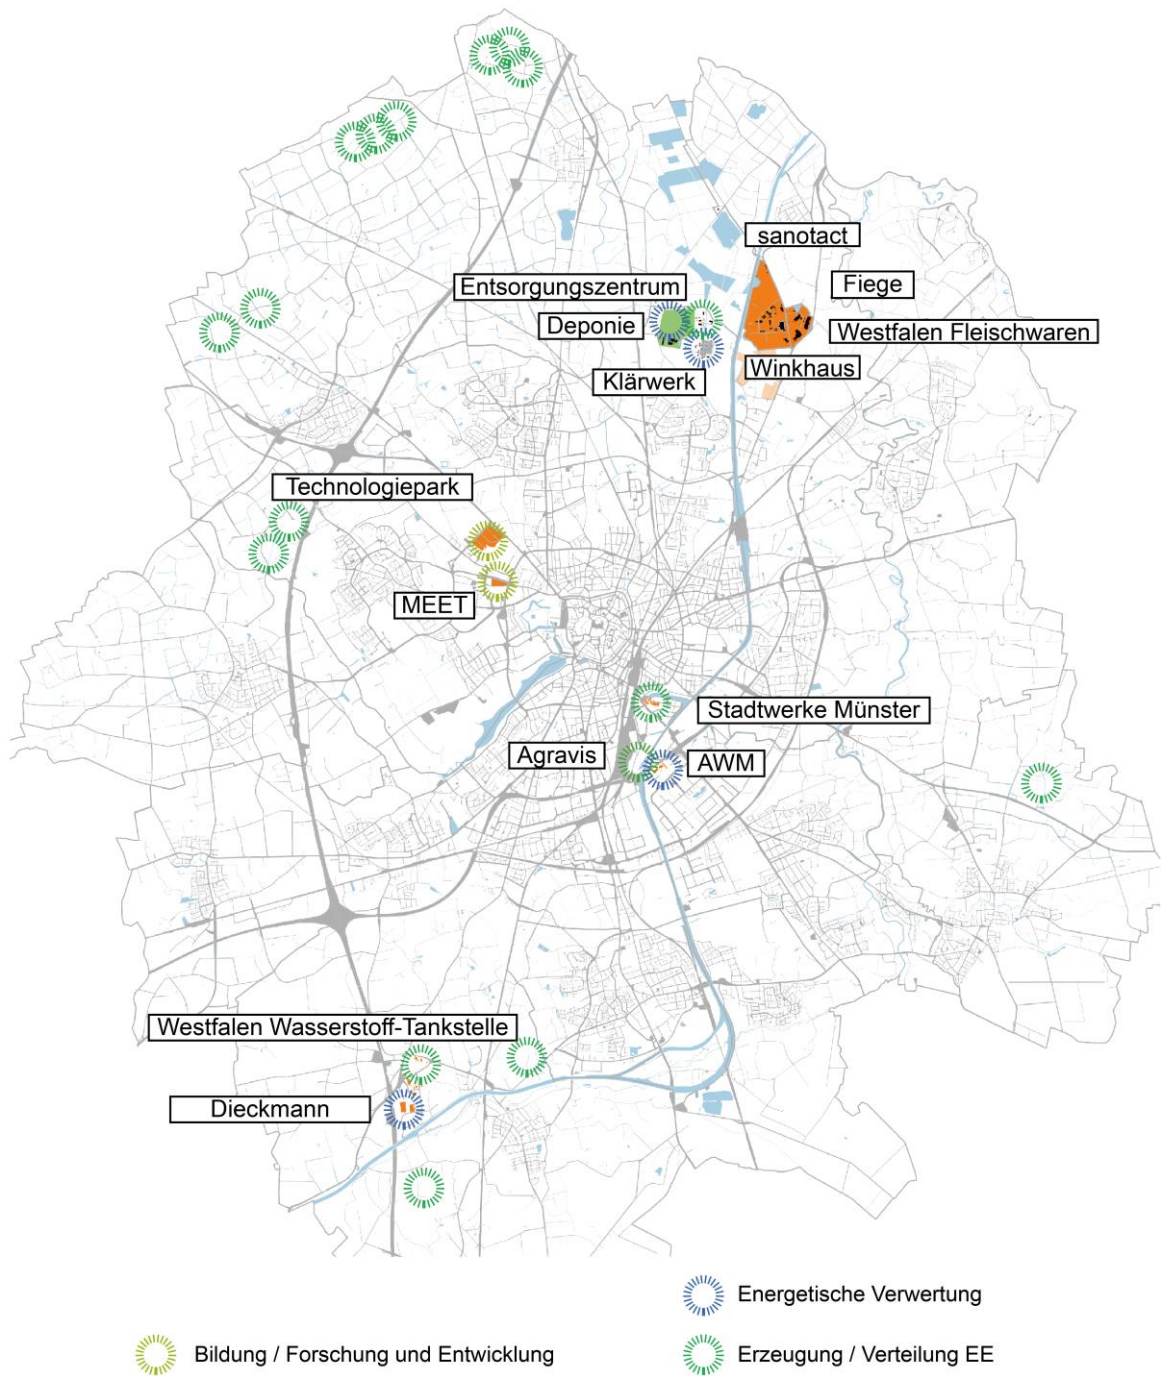 sanotact
Entsorgungszentrum
Fiege
Deponie
Westfalen Fleischwaren
Winkhaus
Klärwerk
Technologiepark
MEET
Stadtwerke Münster
Agravis
AWM
Westfalen Wasserstoff-Tankstelle
Dieckmann
Energetische Verwertung
Bildung / Forschung und Entwicklung
Erzeugung / Verteilung EE